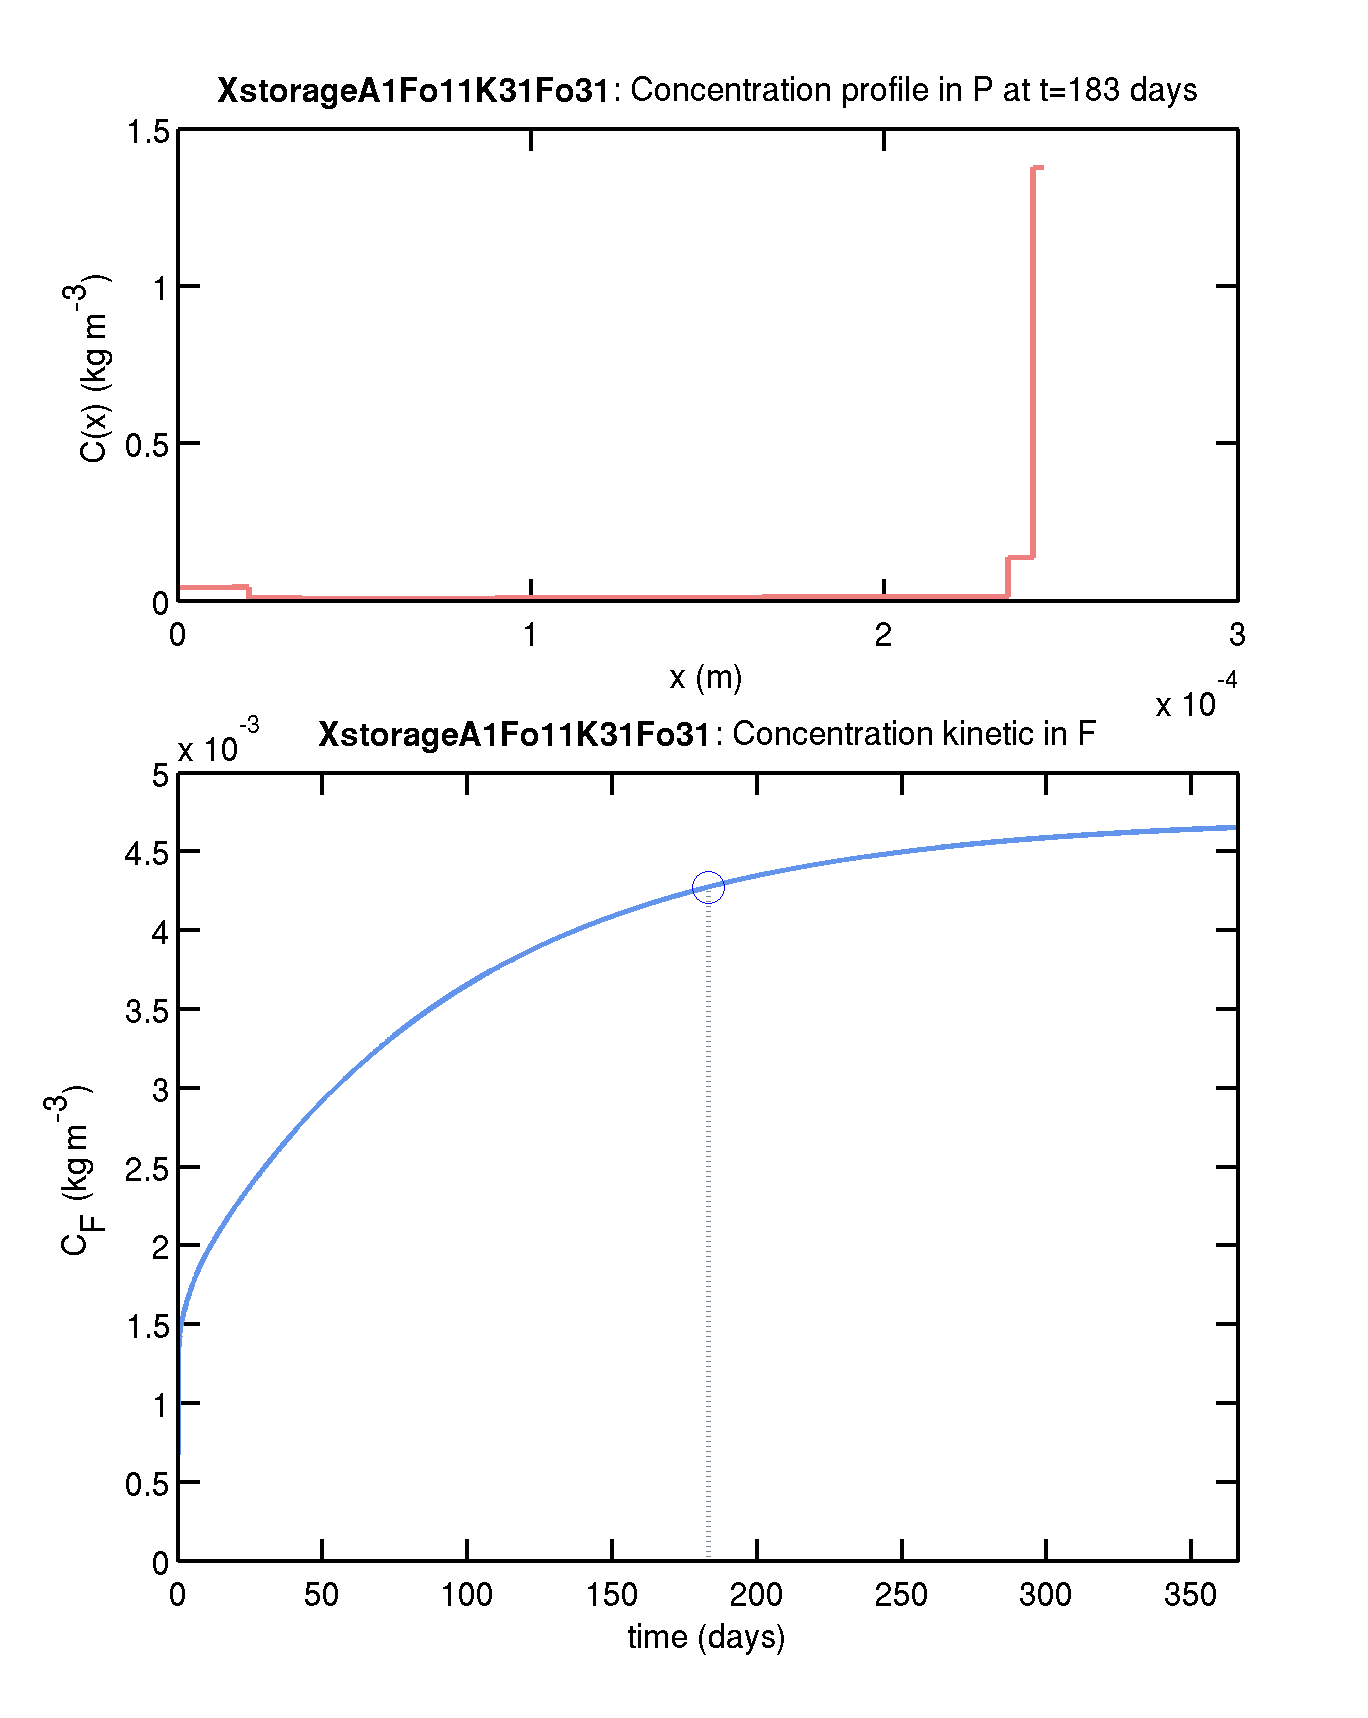 XstorageA1Fo11K31Fo31: Concentration profile in P at t=183 days
1.5
1
0.5
0
C(x) (kg m-3)
0 1 2 3
x (m)
x 10-4
XstorageA1Fo11K31Fo31: Concentration kinetic in F
x 10-3
5
4.5
4
3.5
3
2.5
2
1.5
1
0.5
0
CF (kg m-3)
0 50 100 150 200 250 300 350
time (days)